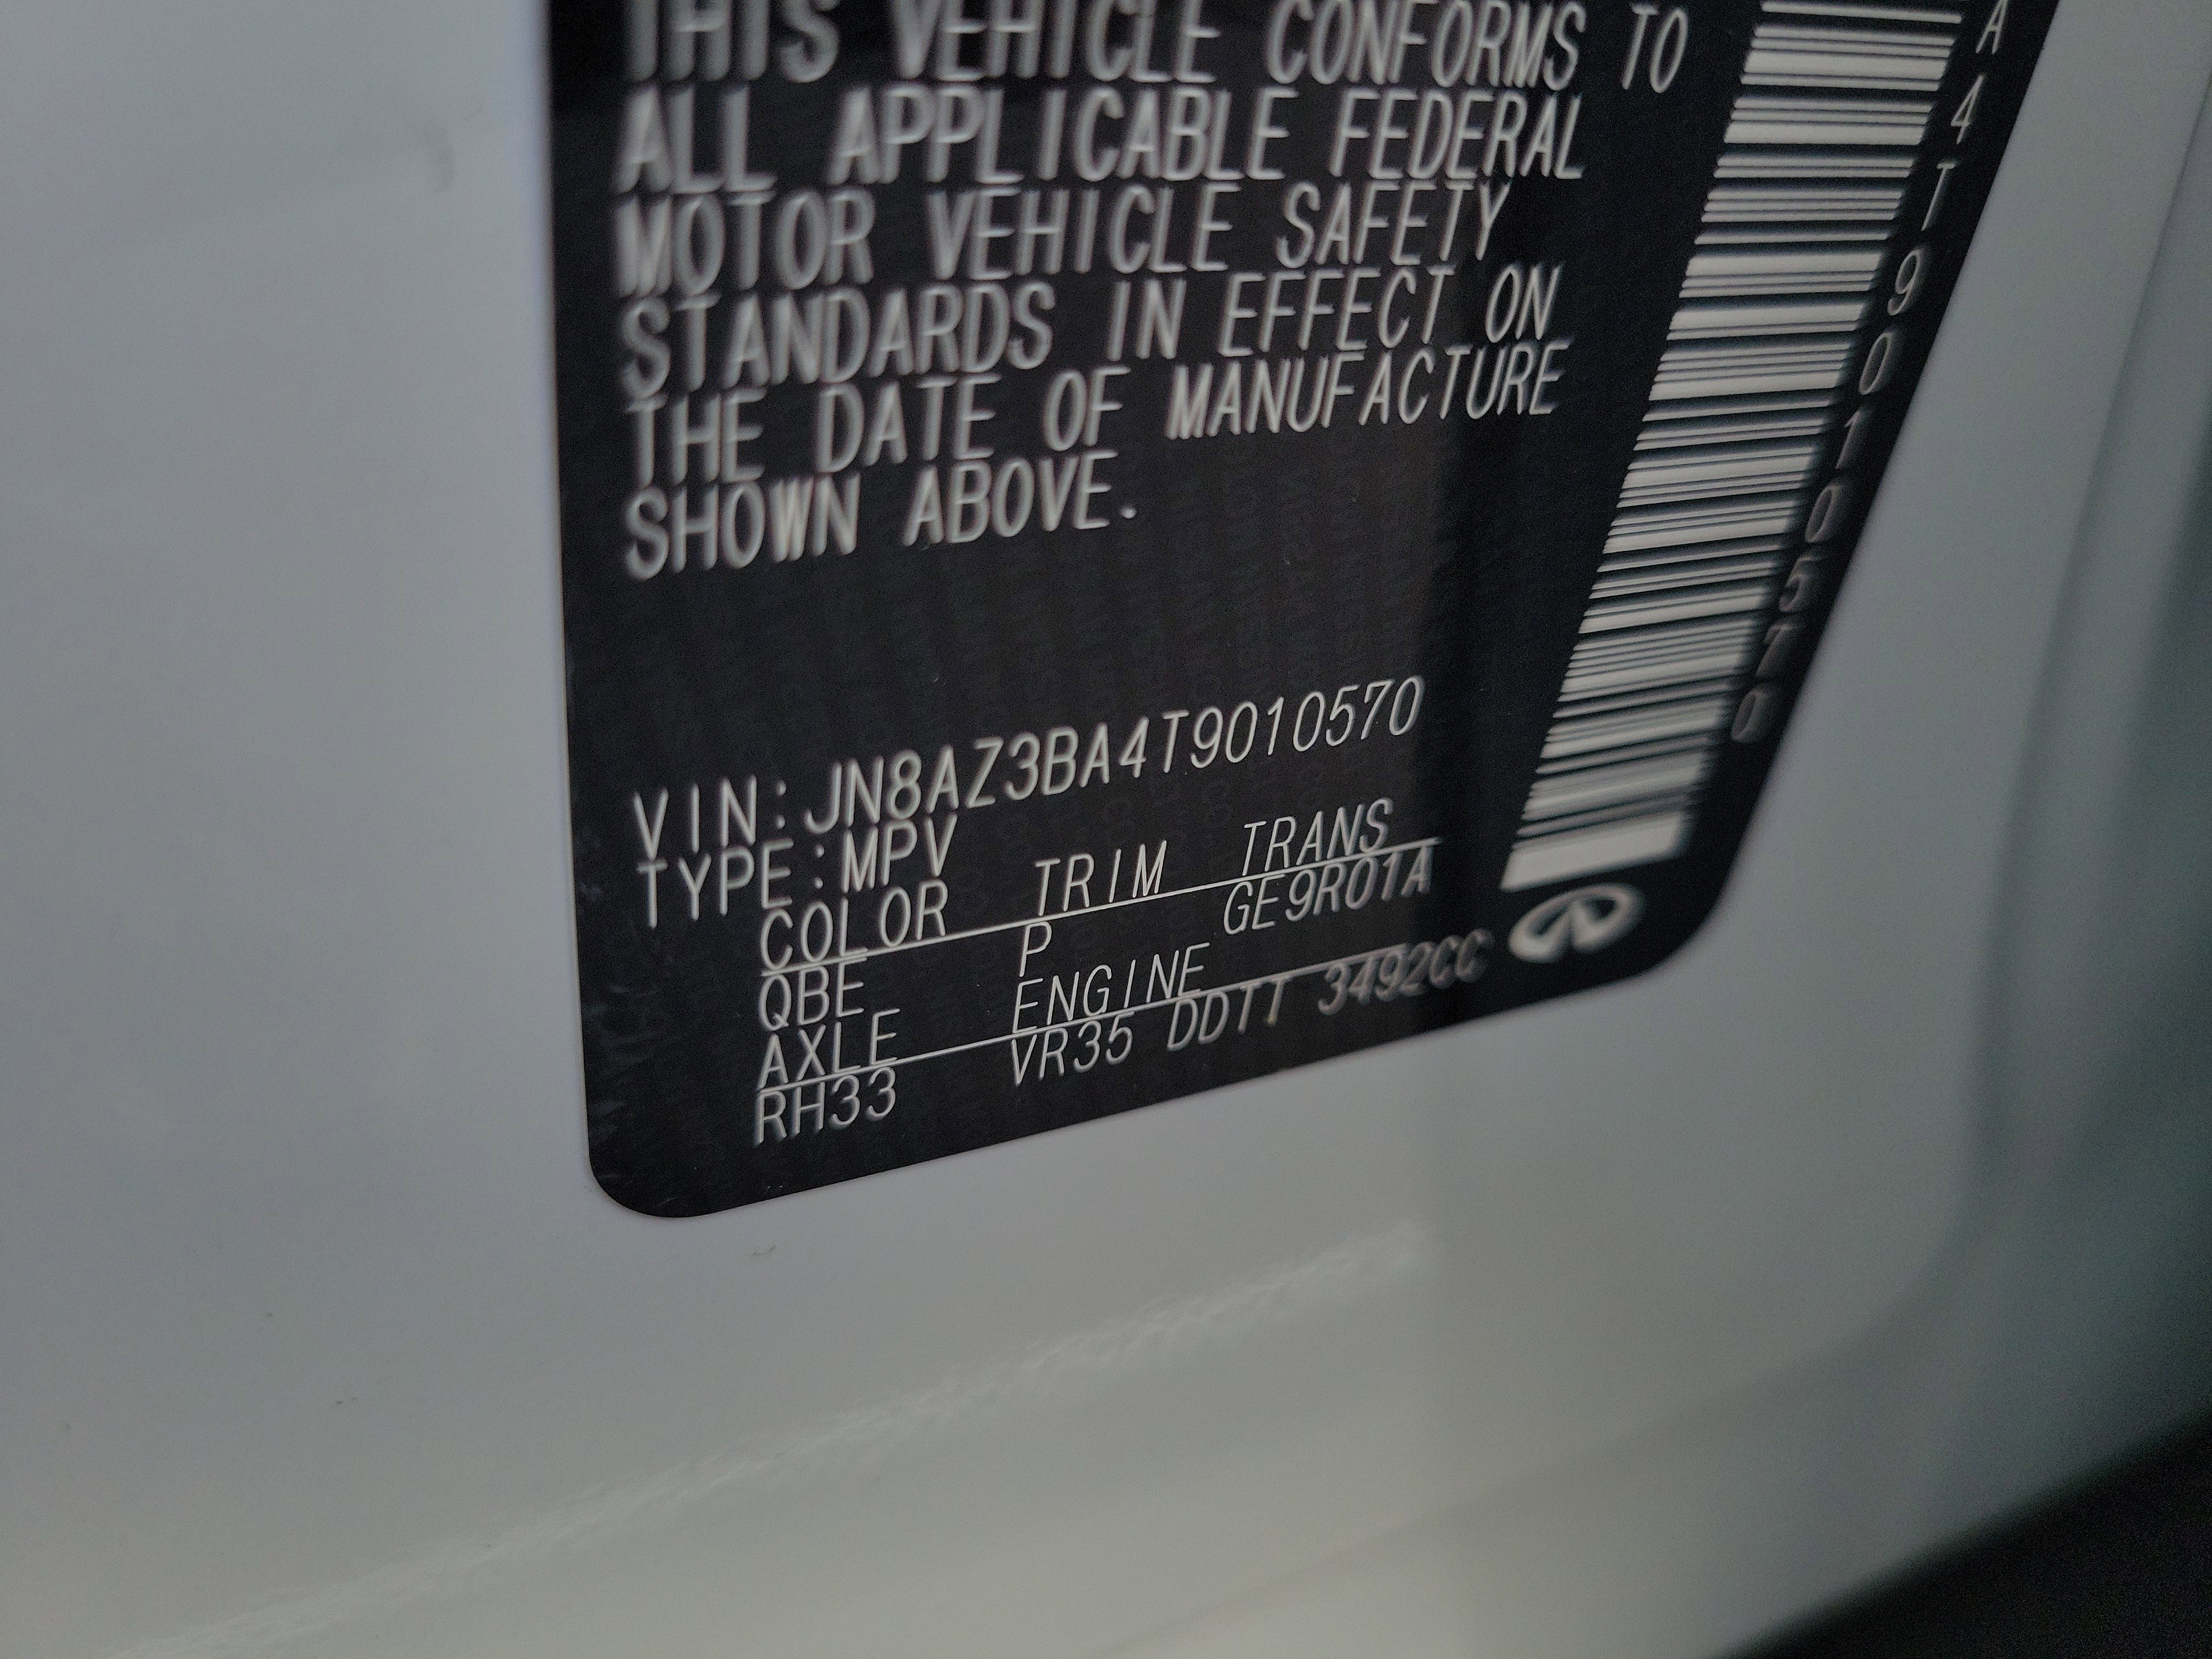 THIS VEHICLE CONFORMS TO
ALL APPLICABLE FEDERAL
MOTOR VEHICLE SAFETY
STANDARDS IN EFFECT ON
THE DATE OF MANUFACTURE
SHOWN ABOVE.
VIN:JN8AZ3BA4T9010570
TYPE:MPV
COLOR TRIM TRANS
QBE P GE9R01A
AXLE ENGINE
RH33 VR35 DDTT 3492CC
A4T9010570